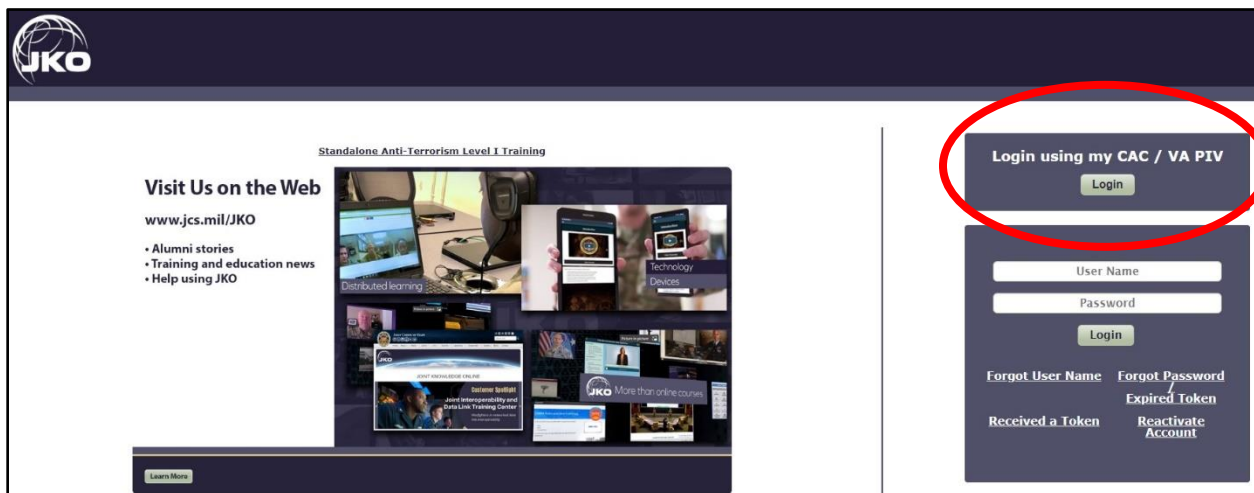 JKO
Standalone Anti-Terrorism Level I Training
Visit Us on the Web
www.jcs.mil/JKO
• Alumni stories
• Training and education news
• Help using JKO
Distributed learning
Technology
Devices
JOINT KNOWLEDGE ONLINE
Customer Spotlight
Joint Interoperability and
Data Link Training Center
JKO More than online courses
Learn More
Login using my CAC / VA PIV
Login
User Name
Password
Login
Forgot User Name
Forgot Password
/
Expired Token
Received a Token
Reactivate
Account